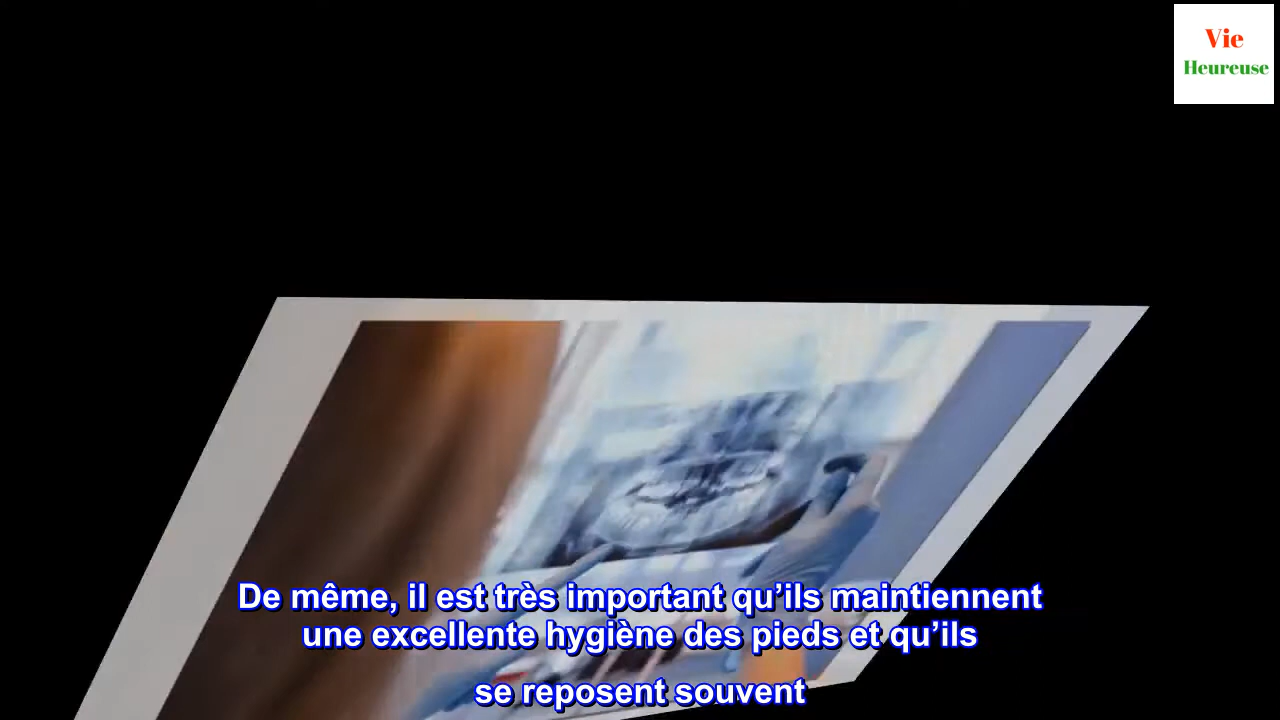 Vie
Heureuse
De même, il est très important qu’ils maintiennent
une excellente hygiène des pieds et qu’ils
se reposent souvent